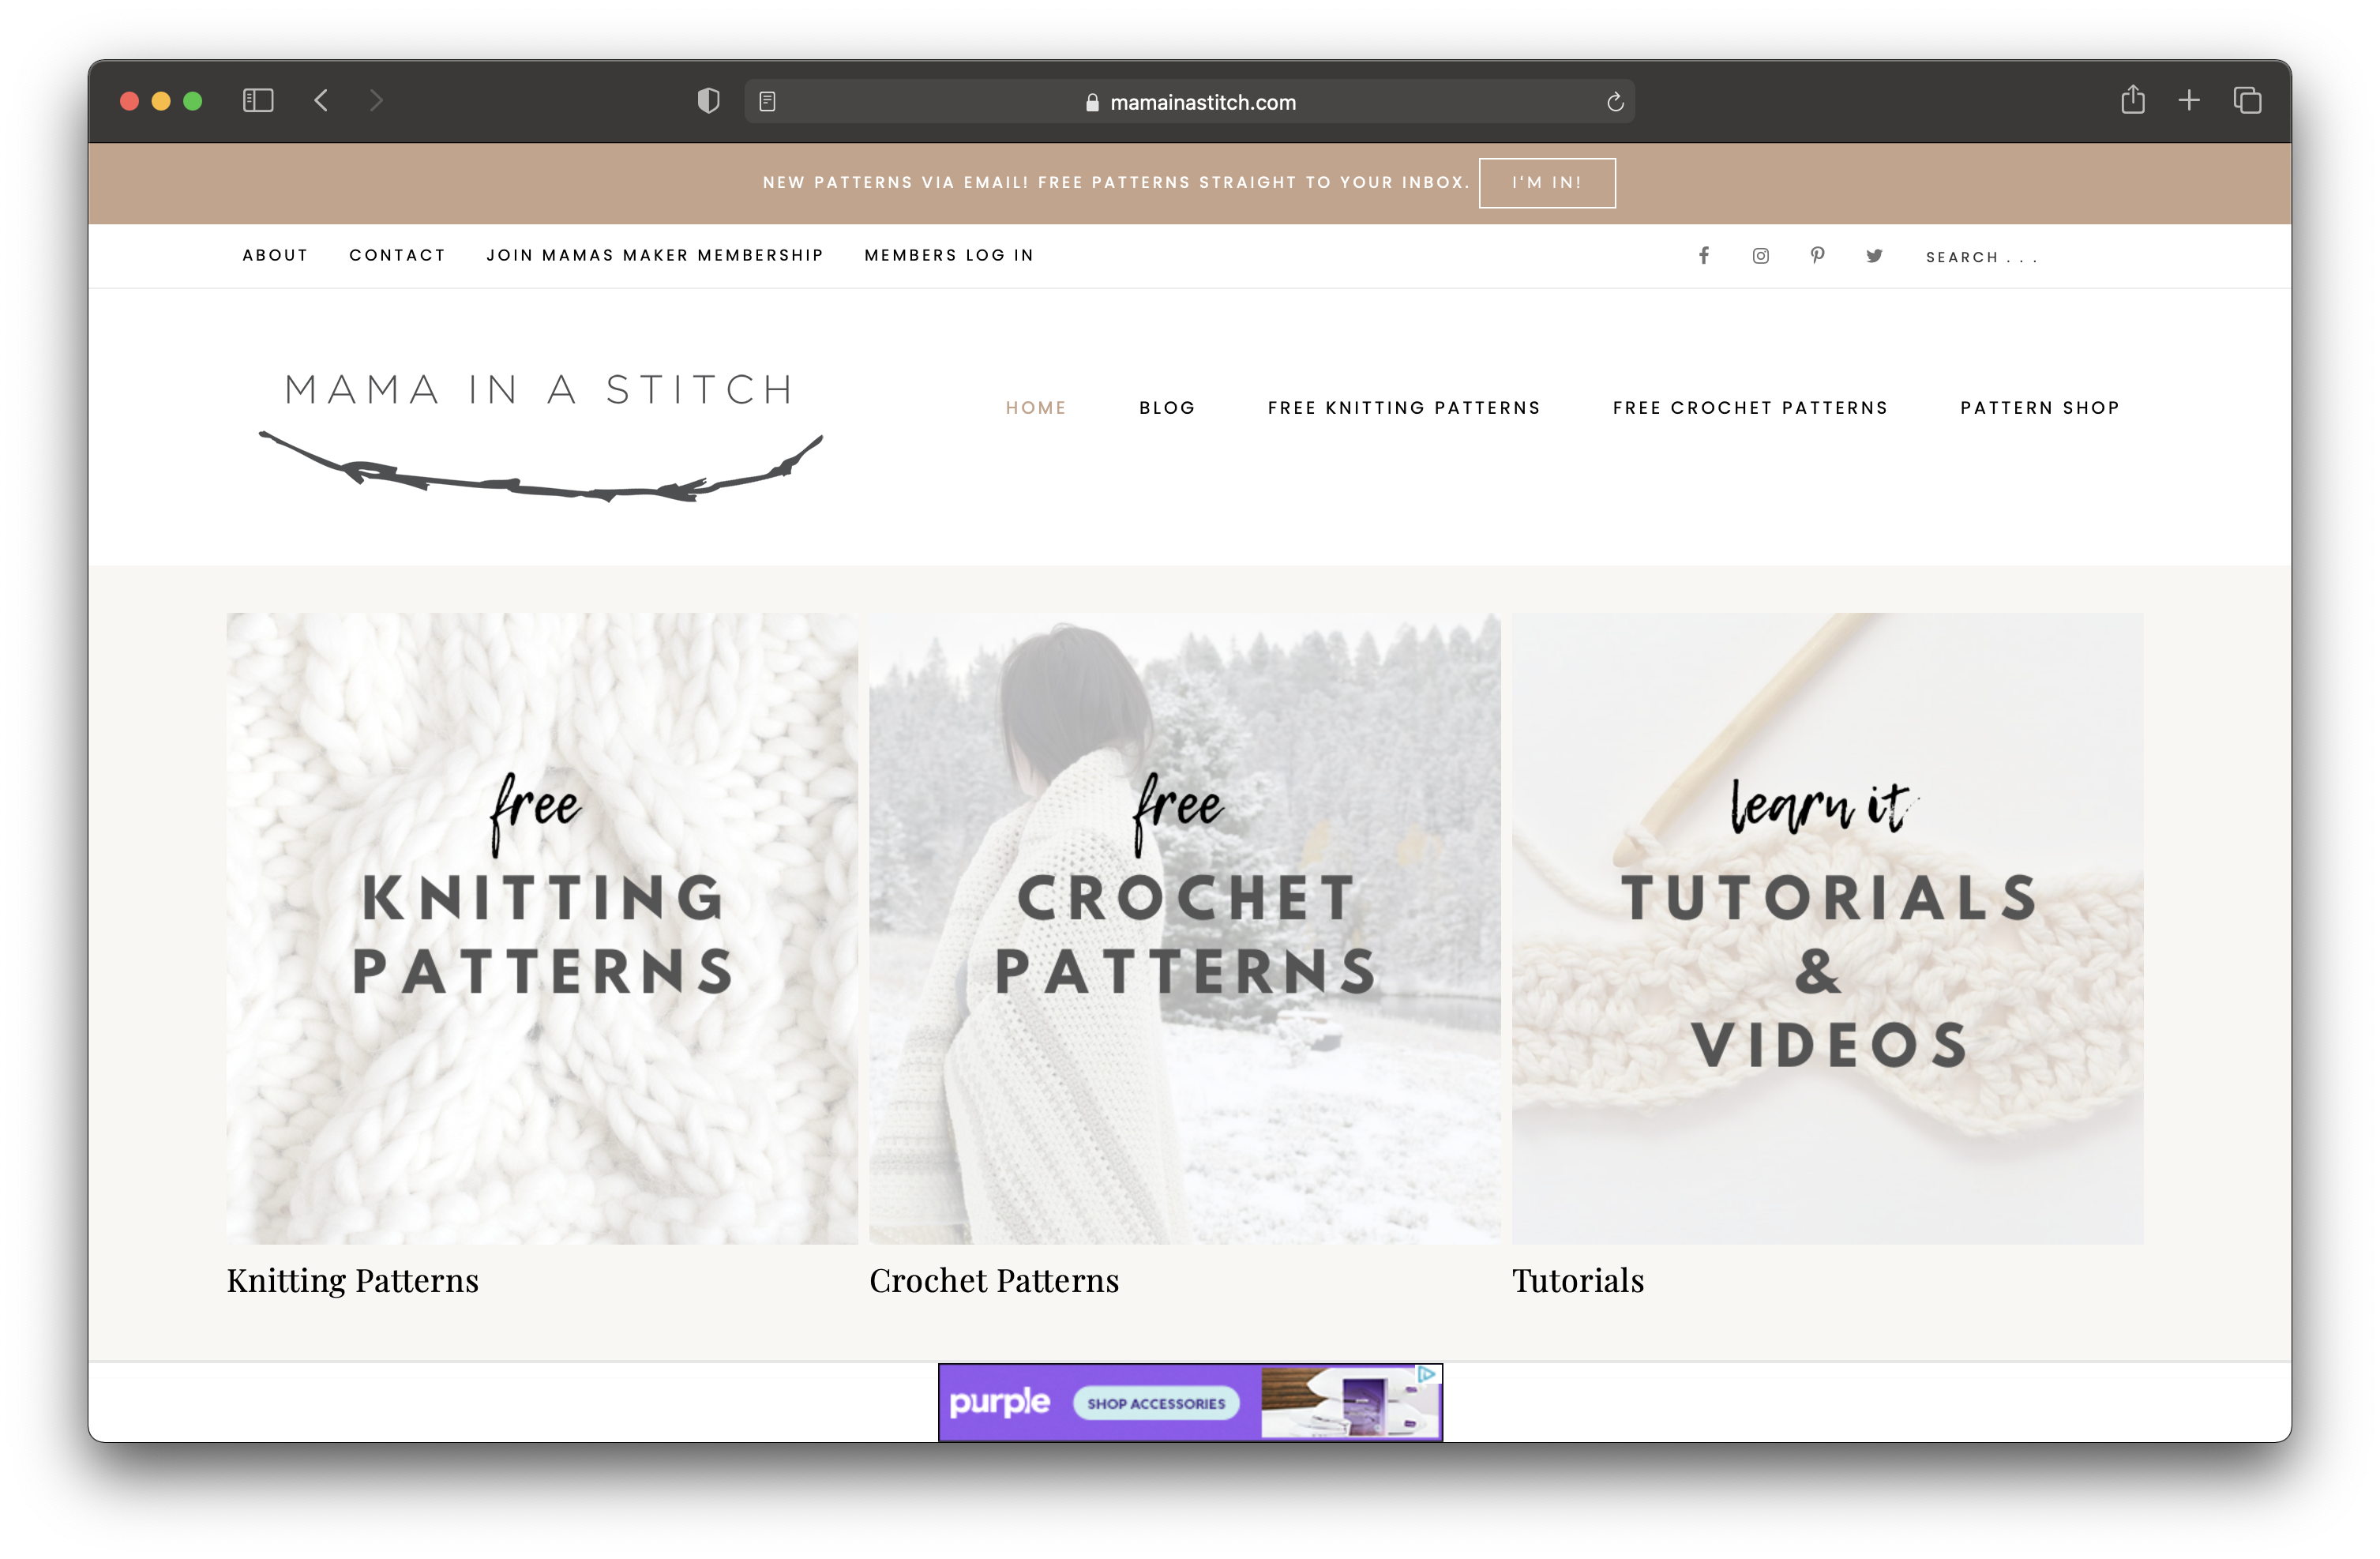 mamainastitch.com
NEW PATTERNS VIA EMAIL! FREE PATTERNS STRAIGHT TO YOUR INBOX. I'M IN!
ABOUT CONTACT JOIN MAMAS MAKER MEMBERSHIP MEMBERS LOG IN SEARCH . . .
MAMA IN A STITCH
HOME BLOG FREE KNITTING PATTERNS FREE CROCHET PATTERNS PATTERN SHOP
free
KNITTING
PATTERNS
free
CROCHET
PATTERNS
learn it
TUTORIALS
&
VIDEOS
Knitting Patterns
Crochet Patterns
Tutorials
purple SHOP ACCESSORIES